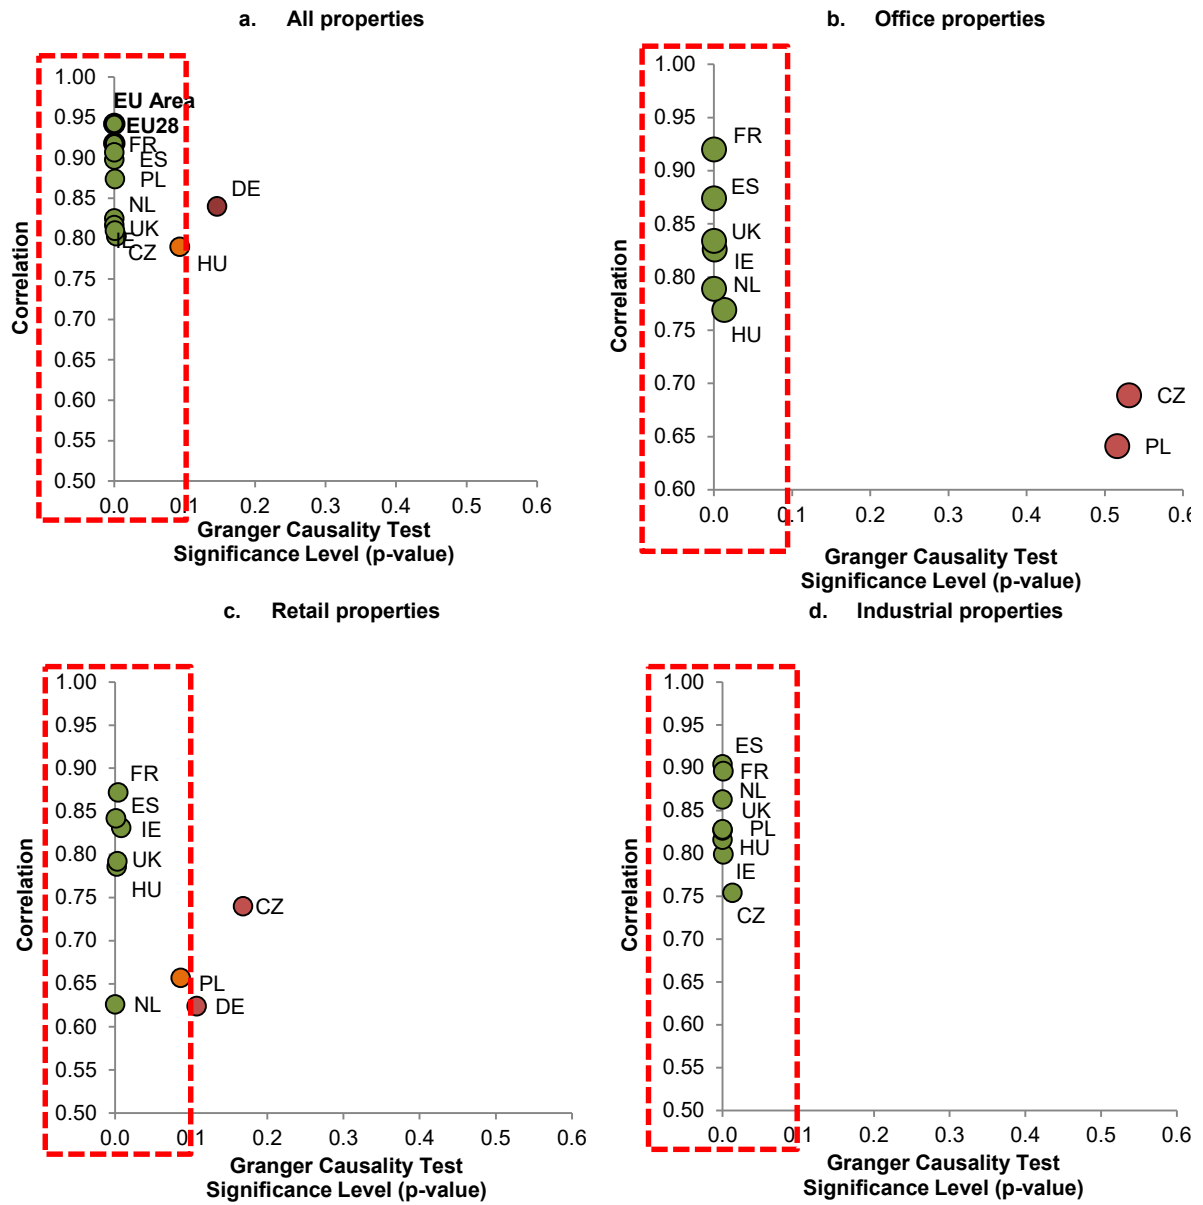 a. All properties
1.00
EU Area
0.95
EU28
FR
0.90
ES
PL
DE
0.85
NL
UK
0.80
IE
CZ
HU
0.75
0.70
0.65
0.60
0.55
0.50
0.0 0.1 0.2 0.3 0.4 0.5 0.6
Correlation
Granger Causality Test
Significance Level (p-value)
b. Office properties
1.00
0.95
FR
0.90
ES
0.85
UK
IE
0.80
NL
HU
0.75
0.70
CZ
0.65
PL
0.60
0.0 0.1 0.2 0.3 0.4 0.5 0.6
Correlation
Granger Causality Test
Significance Level (p-value)
c. Retail properties
1.00
0.95
0.90
FR
0.85
ES
IE
0.80
UK
HU
0.75
CZ
0.70
0.65
PL
NL
DE
0.60
0.55
0.50
0.0 0.1 0.2 0.3 0.4 0.5 0.6
Correlation
Granger Causality Test
Significance Level (p-value)
d. Industrial properties
1.00
0.95
ES
0.90
FR
NL
0.85
UK
PL
0.80
HU
IE
0.75
CZ
0.70
0.65
0.60
0.55
0.50
0.0 0.1 0.2 0.3 0.4 0.5 0.6
Correlation
Granger Causality Test
Significance Level (p-value)